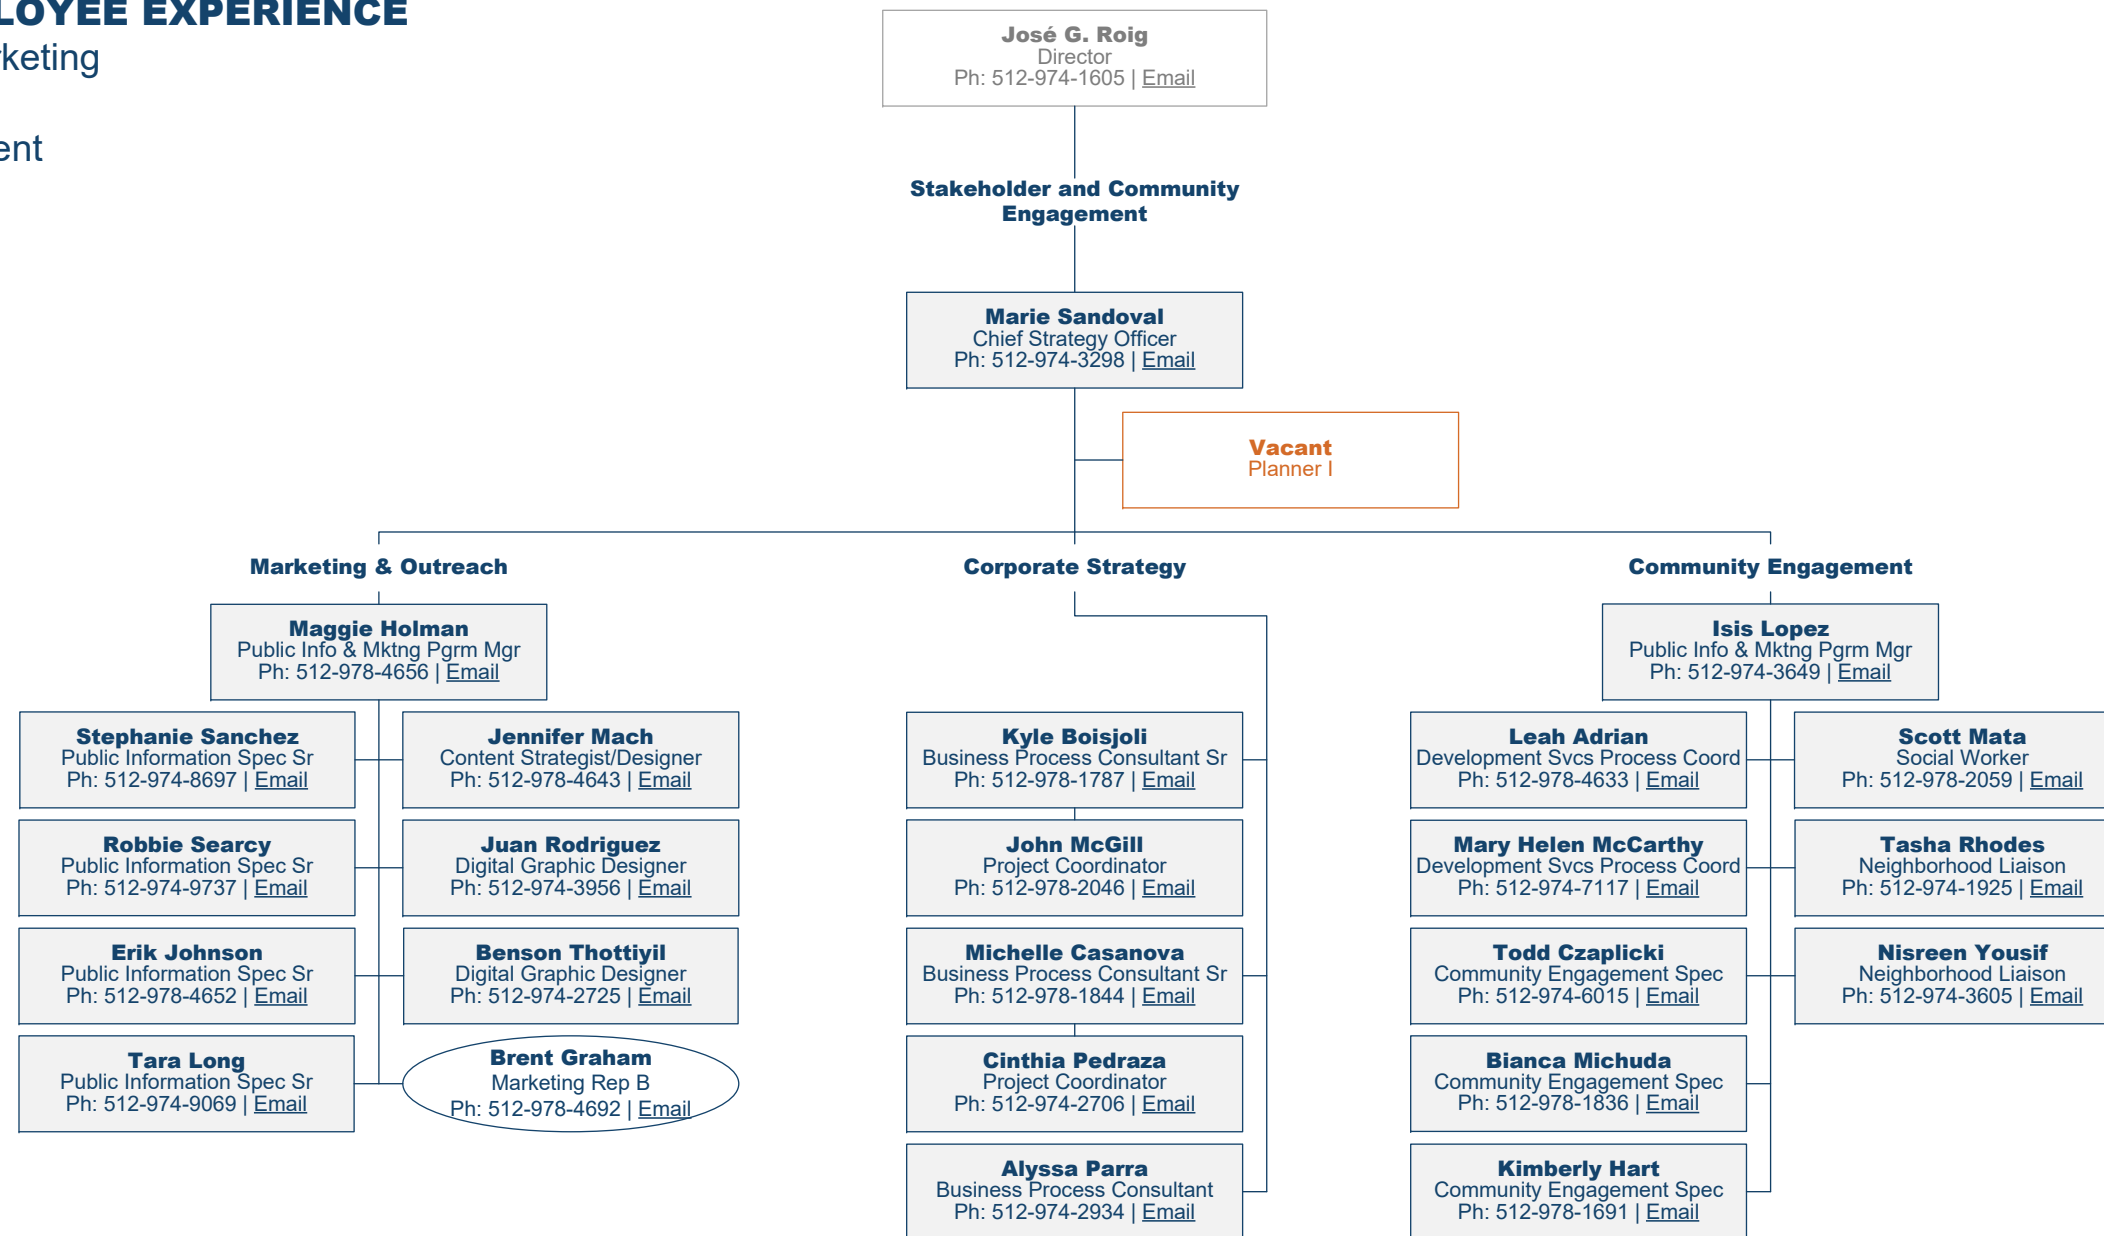 LOYEE EXPERIENCE
keting
ent
José G. Roig
Director
Ph: 512-974-1605 | Email
Stakeholder and Community
Engagement
Marie Sandoval
Chief Strategy Officer
Ph: 512-974-3298 | Email
Vacant
Planner I
Marketing & Outreach
Maggie Holman
Public Info & Mktng Pgrm Mgr
Ph: 512-978-4656 | Email
Stephanie Sanchez
Public Information Spec Sr
Ph: 512-974-8697 | Email
Jennifer Mach
Content Strategist/Designer
Ph: 512-978-4643 | Email
Robbie Searcy
Public Information Spec Sr
Ph: 512-974-9737 | Email
Juan Rodriguez
Digital Graphic Designer
Ph: 512-974-3956 | Email
Erik Johnson
Public Information Spec Sr
Ph: 512-978-4652 | Email
Benson Thottiyil
Digital Graphic Designer
Ph: 512-974-2725 | Email
Tara Long
Public Information Spec Sr
Ph: 512-974-9069 | Email
Brent Graham
Marketing Rep B
Ph: 512-978-4692 | Email
Corporate Strategy
Kyle Boisjoli
Business Process Consultant Sr
Ph: 512-978-1787 | Email
John McGill
Project Coordinator
Ph: 512-978-2046 | Email
Michelle Casanova
Business Process Consultant Sr
Ph: 512-978-1844 | Email
Cinthia Pedraza
Project Coordinator
Ph: 512-974-2706 | Email
Alyssa Parra
Business Process Consultant
Ph: 512-974-2934 | Email
Community Engagement
Isis Lopez
Public Info & Mktng Pgrm Mgr
Ph: 512-974-3649 | Email
Leah Adrian
Development Svcs Process Coord
Ph: 512-978-4633 | Email
Scott Mata
Social Worker
Ph: 512-978-2059 | Email
Mary Helen McCarthy
Development Svcs Process Coord
Ph: 512-974-7117 | Email
Tasha Rhodes
Neighborhood Liaison
Ph: 512-974-1925 | Email
Todd Czaplicki
Community Engagement Spec
Ph: 512-974-6015 | Email
Nisreen Yousif
Neighborhood Liaison
Ph: 512-974-3605 | Email
Bianca Michuda
Community Engagement Spec
Ph: 512-978-1836 | Email
Kimberly Hart
Community Engagement Spec
Ph: 512-978-1691 | Email